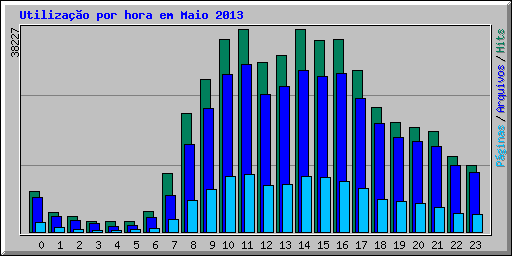 Utilização por hora em Maio 2013
38227
Páginas / Arquivos / Hits
0 1 2 3 4 5 6 7 8 9 10 11 12 13 14 15 16 17 18 19 20 21 22 23